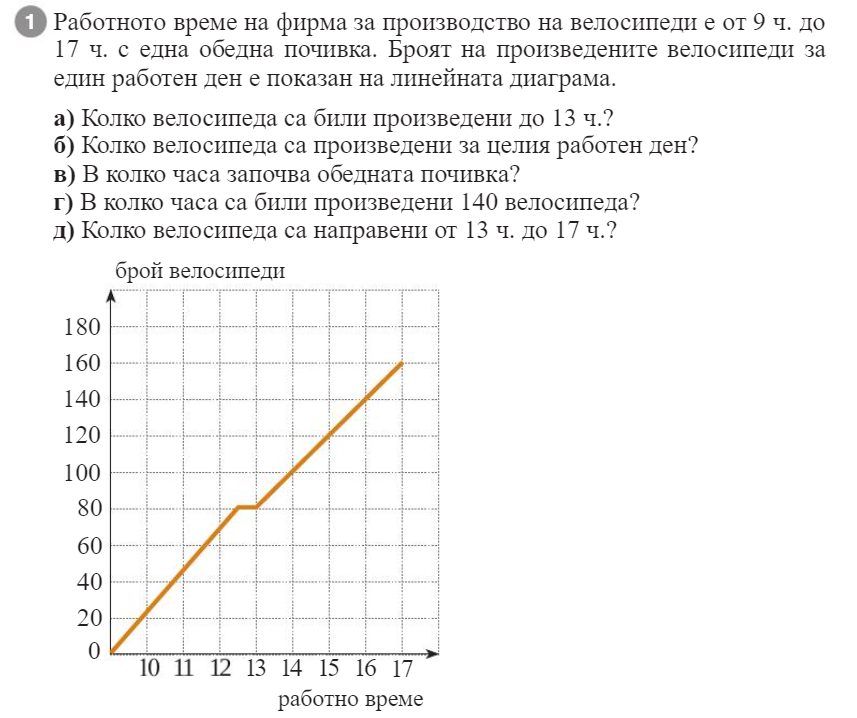 1 Работното време на фирма за производство на велосипеди е от 9 ч. до
17 ч. с една обедна почивка. Броят на произведените велосипеди за
един работен ден е показан на линейната диаграма.
а) Колко велосипеда са били произведени до 13 ч.?
б) Колко велосипеда са произведени за целия работен ден?
в) В колко часа започва обедната почивка?
г) В колко часа са били произведени 140 велосипеда?
д) Колко велосипеда са направени от 13 ч. до 17 ч.?
брой велосипеди
180
160
140
120
100
80
60
40
20
0
10 11 12 13 14 15 16 17
работно време